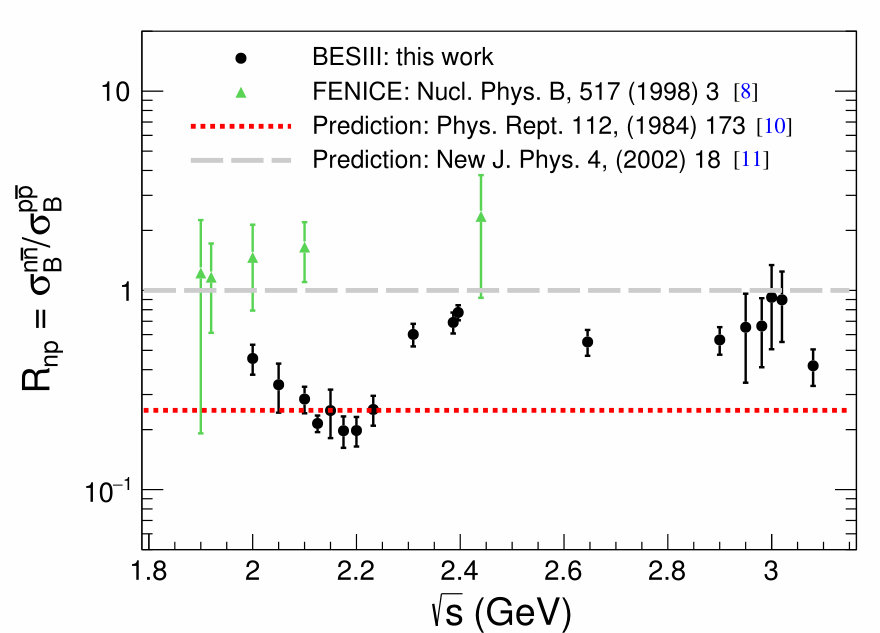 BESIII: this work
FENICE: Nucl. Phys. B, 517 (1998) 3 [8]
Prediction: Phys. Rept. 112, (1984) 173 [10]
Prediction: New J. Phys. 4, (2002) 18 [11]
R_np = σ_B^{nn̅}/σ_B^{pp̅}
10
1
10⁻¹
1.8 2 2.2 2.4 2.6 2.8 3
√s (GeV)